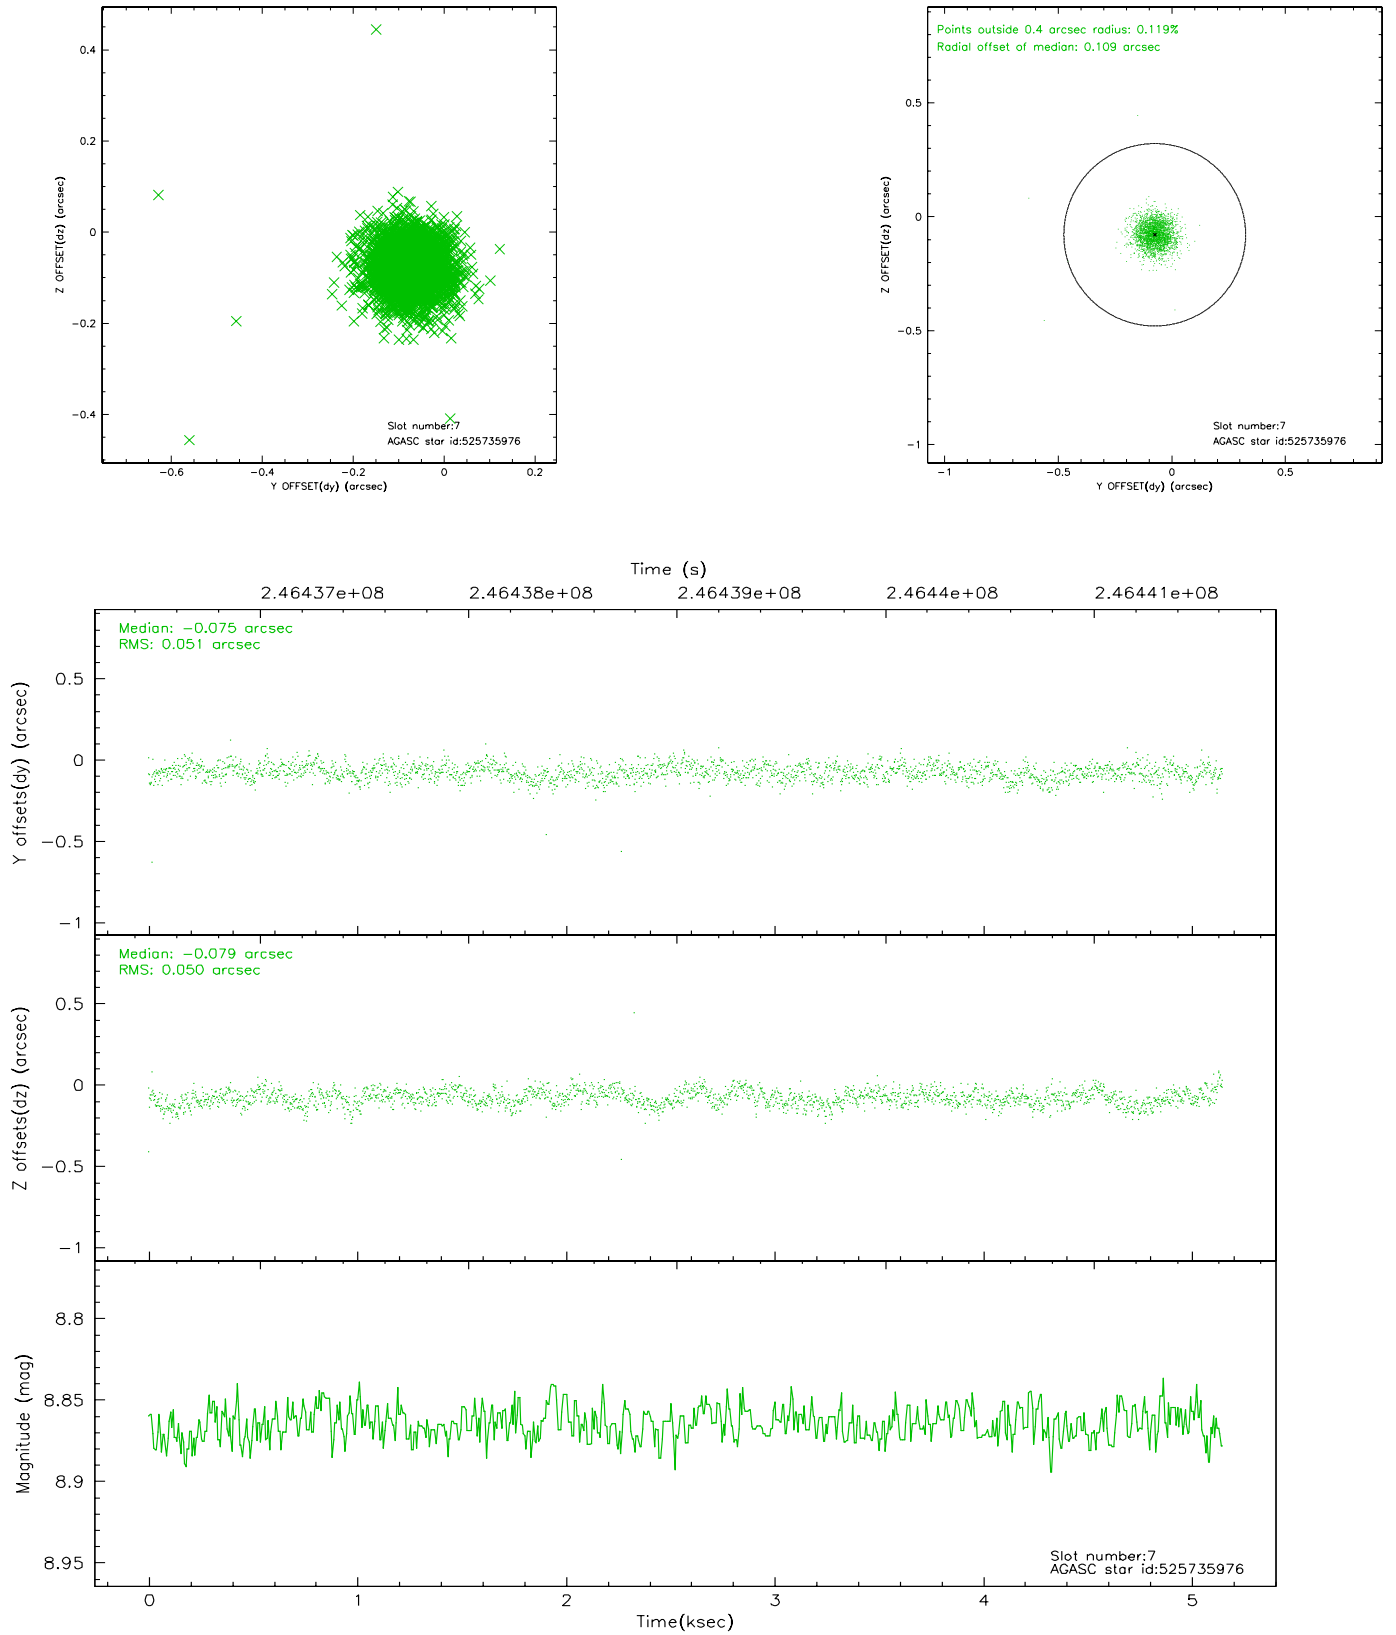 0.4
0.2
0
−0.2
−0.4
Z OFFSET(dz) (arcsec)
−0.6
−0.4
−0.2
0
0.2
Y OFFSET(dy) (arcsec)
Slot number:7
AGASC star id:525735976
Points outside 0.4 arcsec radius: 0.119%
Radial offset of median: 0.109 arcsec
0.5
0
−0.5
−1
Z OFFSET(dz) (arcsec)
−1
−0.5
0
0.5
Y OFFSET(dy) (arcsec)
Slot number:7
AGASC star id:525735976
Time (s)
2.46437e+08
2.46438e+08
2.46439e+08
2.4644e+08
2.46441e+08
Median: −0.075 arcsec
RMS: 0.051 arcsec
0.5
0
−0.5
−1
Y offsets(dy) (arcsec)
Median: −0.079 arcsec
RMS: 0.050 arcsec
0.5
0
−0.5
−1
Z offsets(dz) (arcsec)
8.8
8.85
8.9
8.95
Magnitude (mag)
Slot number:7
AGASC star id:525735976
0
1
2
3
4
5
Time(ksec)